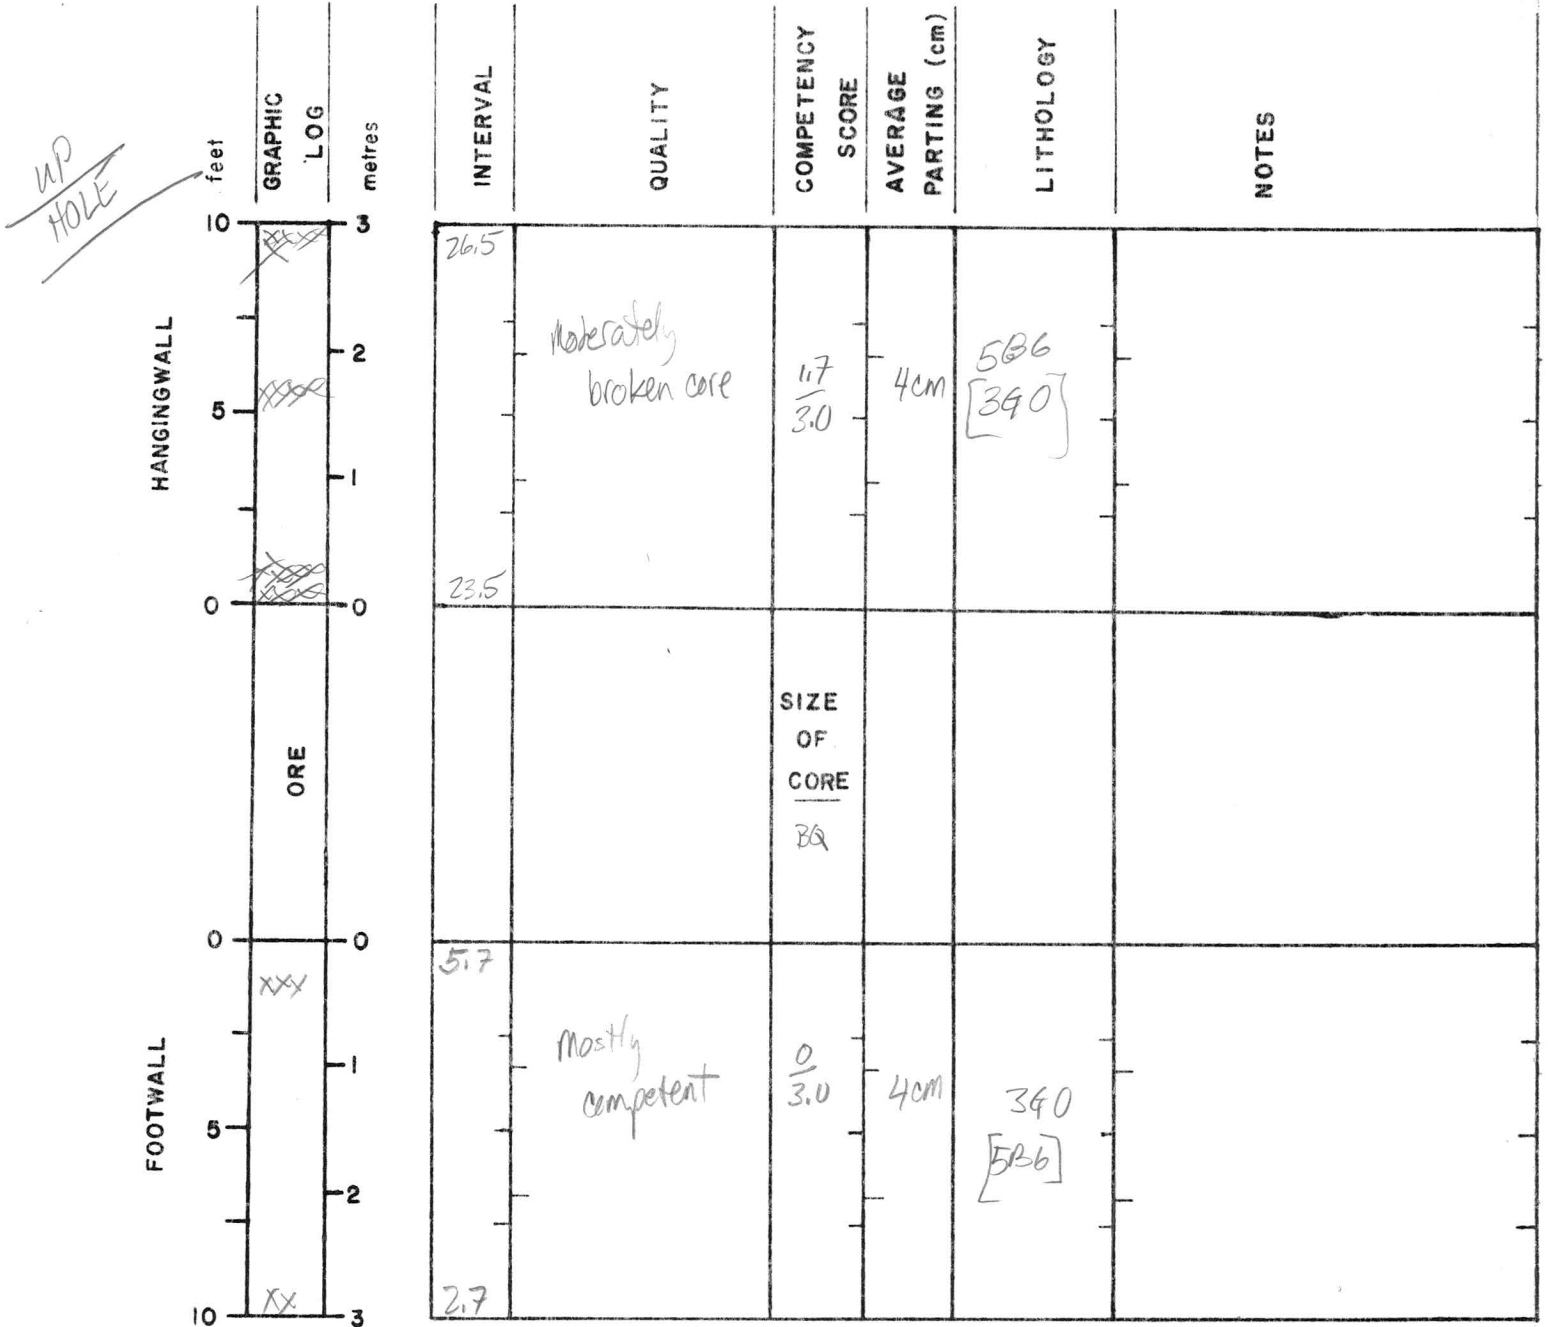 UP
HOLE
feet
GRAPHIC
LOG
metres
INTERVAL
QUALITY
COMPETENCY
SCORE
AVERAGE
PARTING (cm)
LITHOLOGY
NOTES
10
3
26.5
HANGINGWALL
2
5
1
0
0
Moderately
broken core
1.7
3.0
4cm
5B6
[3G0]
23.5
ORE
SIZE
OF
CORE
BQ
0
0
5.7
xxx
FOOTWALL
1
5
2
10
3
Mostly
competent
0
3.0
4cm
3G0
[5B6]
xx
2.7